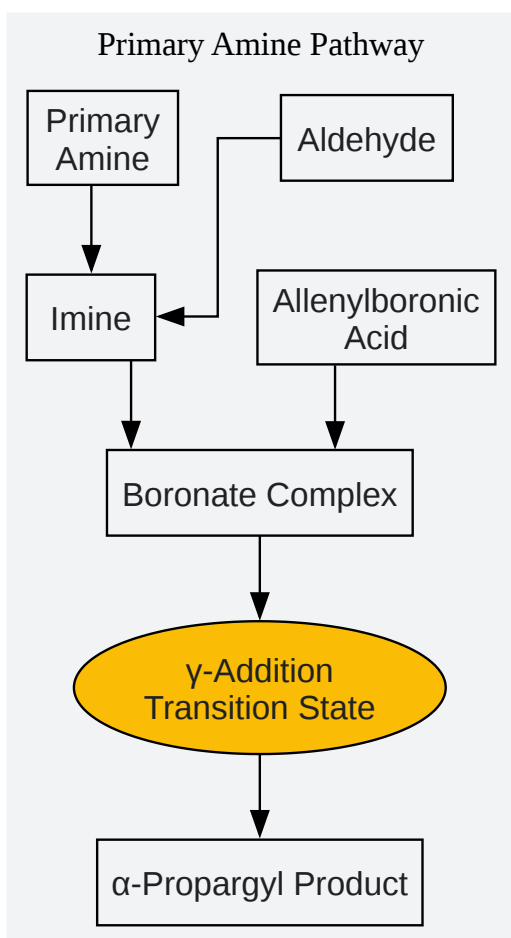 Primary Amine Pathway
Primary
Amine
Aldehyde
Imine
Allenylboronic
Acid
Boronate Complex
γ-Addition
Transition State
α-Propargyl Product